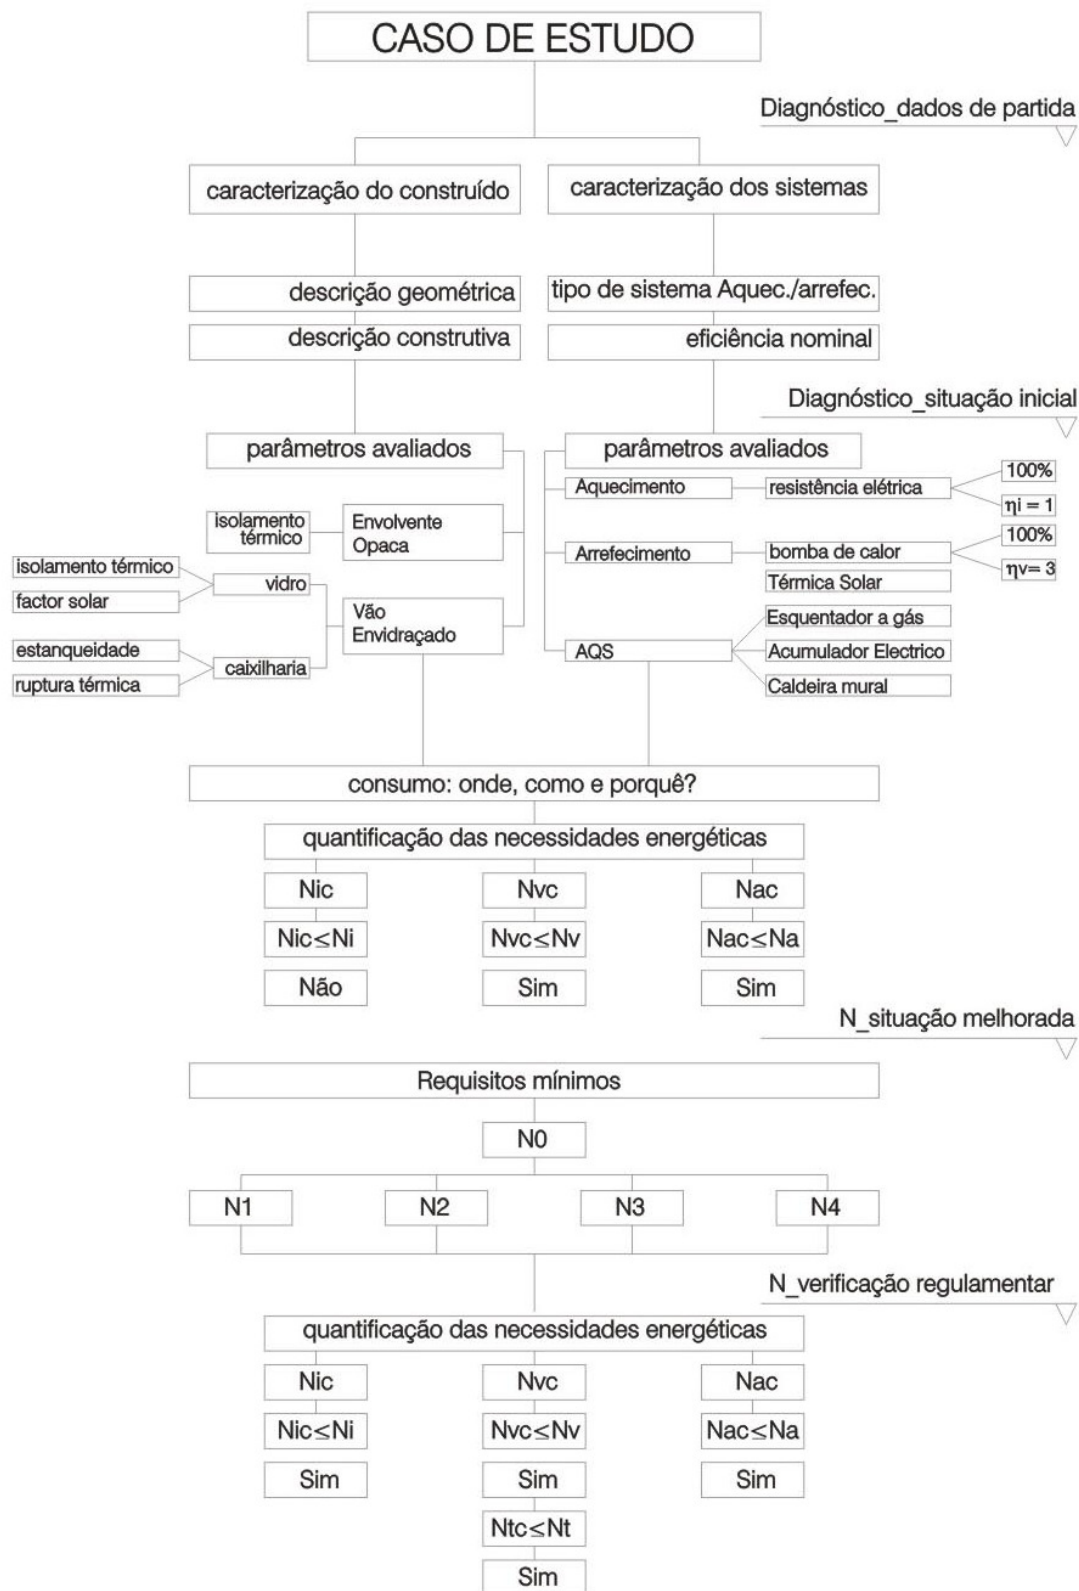 CASO DE ESTUDO
Diagnóstico_dados de partida
caracterização do construído
caracterização dos sistemas
descrição geométrica
tipo de sistema Aquec./arrefec.
descrição construtiva
eficiência nominal
Diagnóstico_situação inicial
parâmetros avaliados
parâmetros avaliados
Aquecimento
resistência elétrica
100%
ηi = 1
isolamento
térmico
Envolvente
Opaca
Arrefecimento
bomba de calor
100%
ηv= 3
isolamento térmico
factor solar
vidro
Térmica Solar
Vão
Envidraçado
Esquentador a gás
estanqueidade
ruptura térmica
caixilharia
AQS
Acumulador Electrico
Caldeira mural
consumo: onde, como e porquê?
quantificação das necessidades energéticas
Nic
Nvc
Nac
Nic≤Ni
Nvc≤Nv
Nac≤Na
Não
Sim
Sim
N_situação melhorada
Requisitos mínimos
N0
N1
N2
N3
N4
N_verificação regulamentar
quantificação das necessidades energéticas
Nic
Nvc
Nac
Nic≤Ni
Nvc≤Nv
Nac≤Na
Sim
Sim
Sim
Ntc≤Nt
Sim